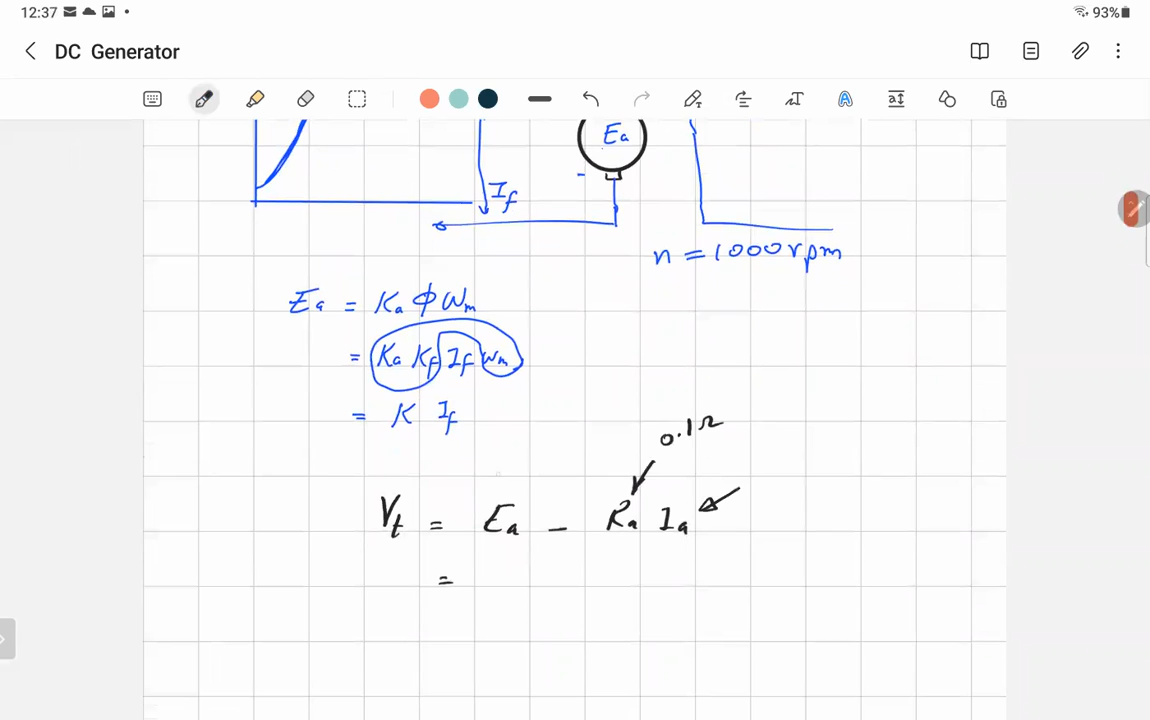 12:37 93%
DC Generator
Ea
If
n = 1000 rpm
Ea = Ka ϕ ωm
= Ka Kf If ωm
= K If
0.1Ω
Vt = Ea - Ra Ia
=